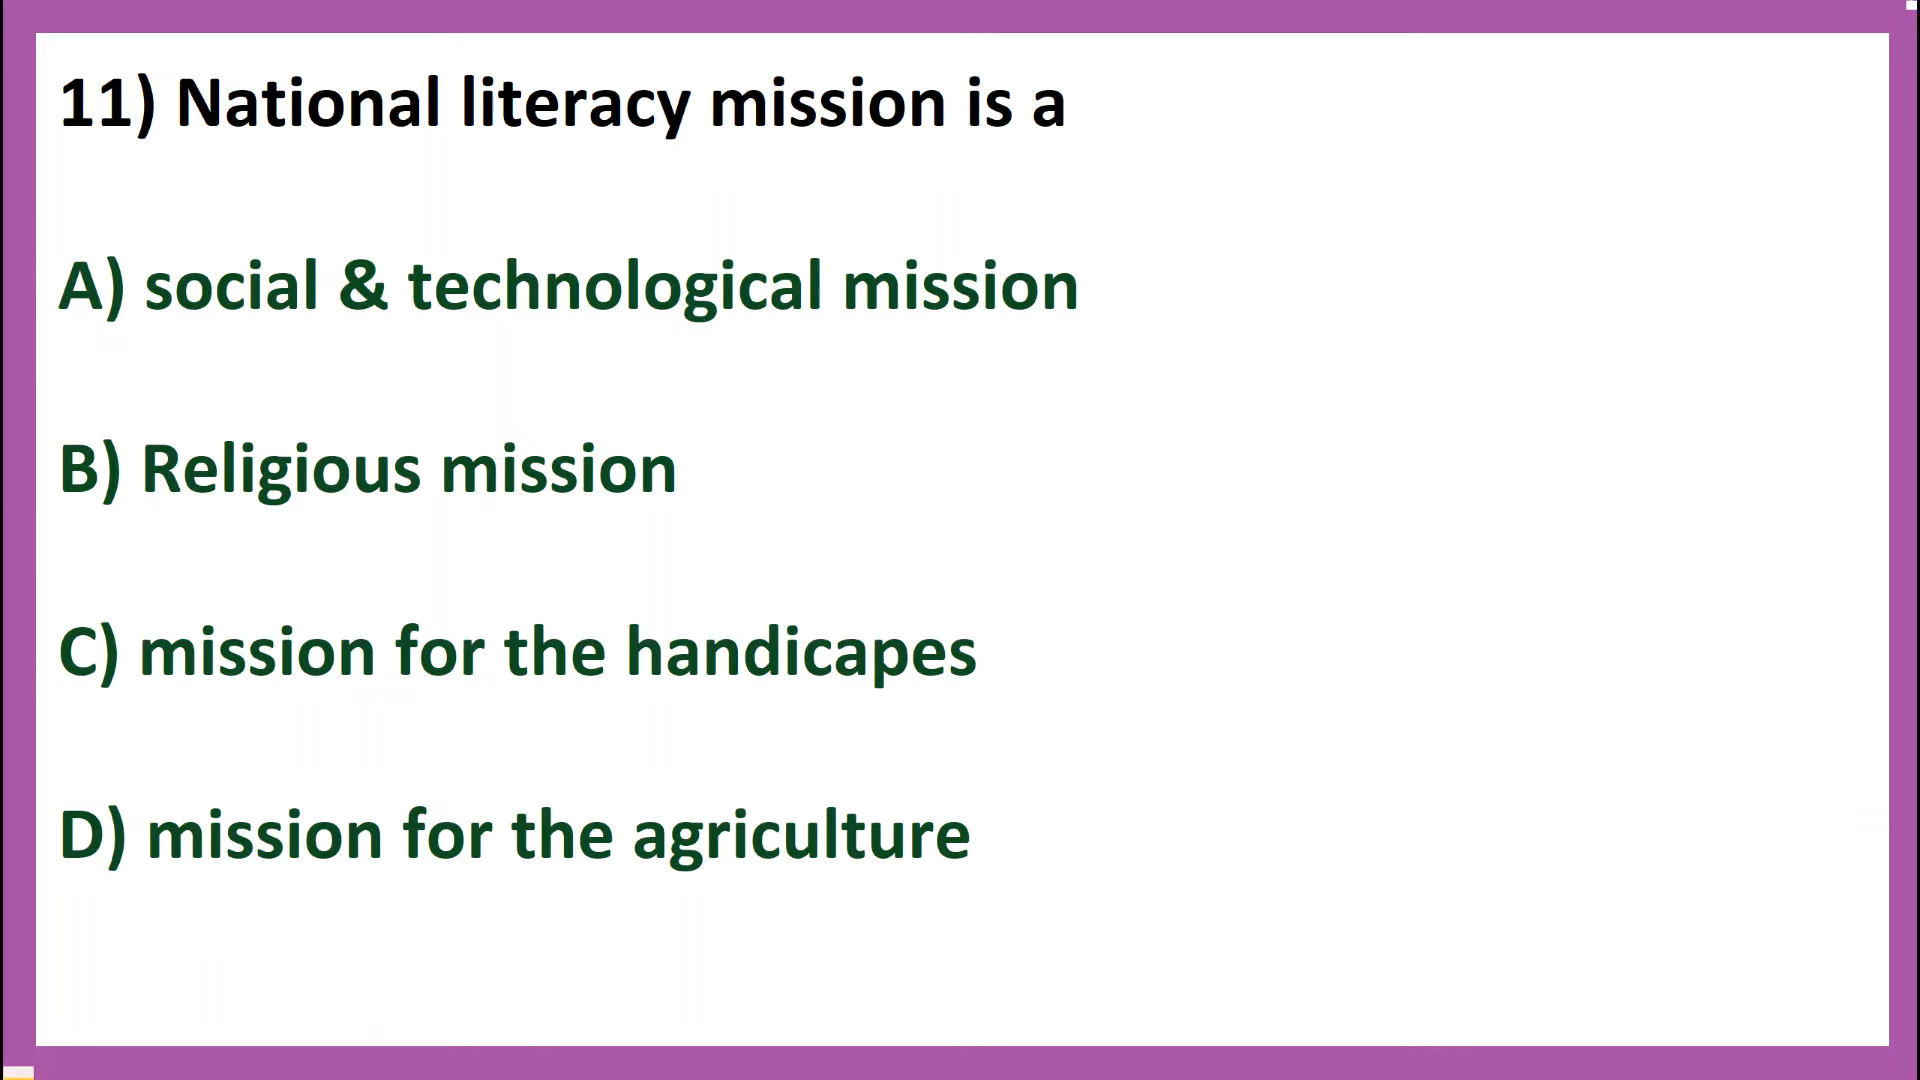 11) National literacy mission is a
A) social & technological mission
B) Religious mission
C) mission for the handicapes
D) mission for the agriculture